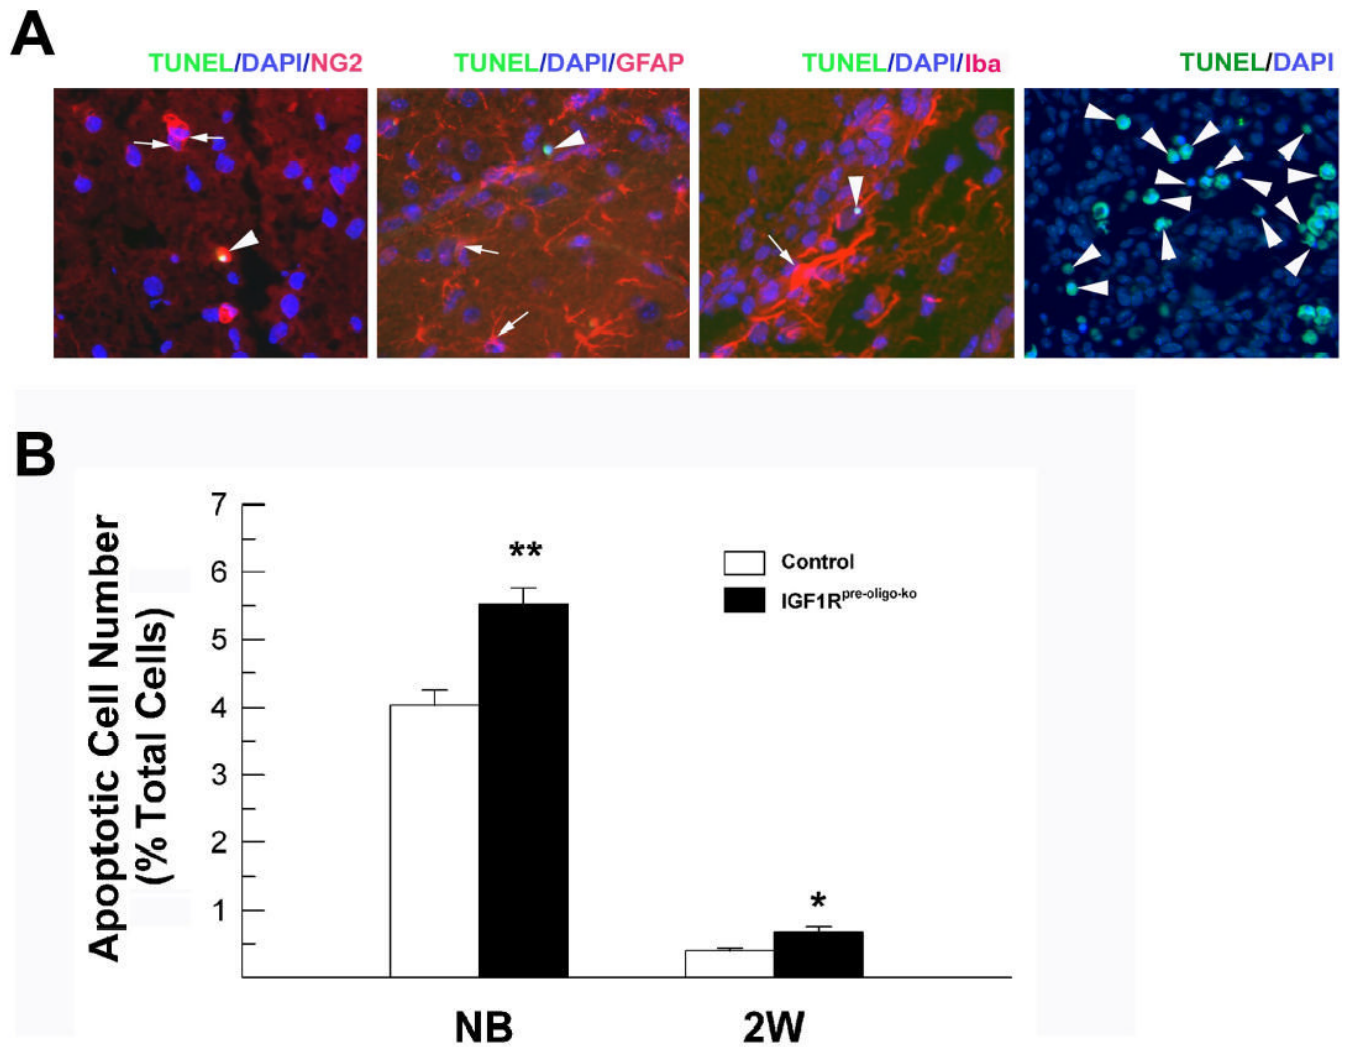 A
TUNEL/DAPI/NG2
TUNEL/DAPI/GFAP
TUNEL/DAPI/Iba
TUNEL/DAPI
B
Apoptotic Cell Number
(% Total Cells)
7
6
5
4
3
2
1
**
*
Control
IGF1Rpre-oligo-ko
NB
2W